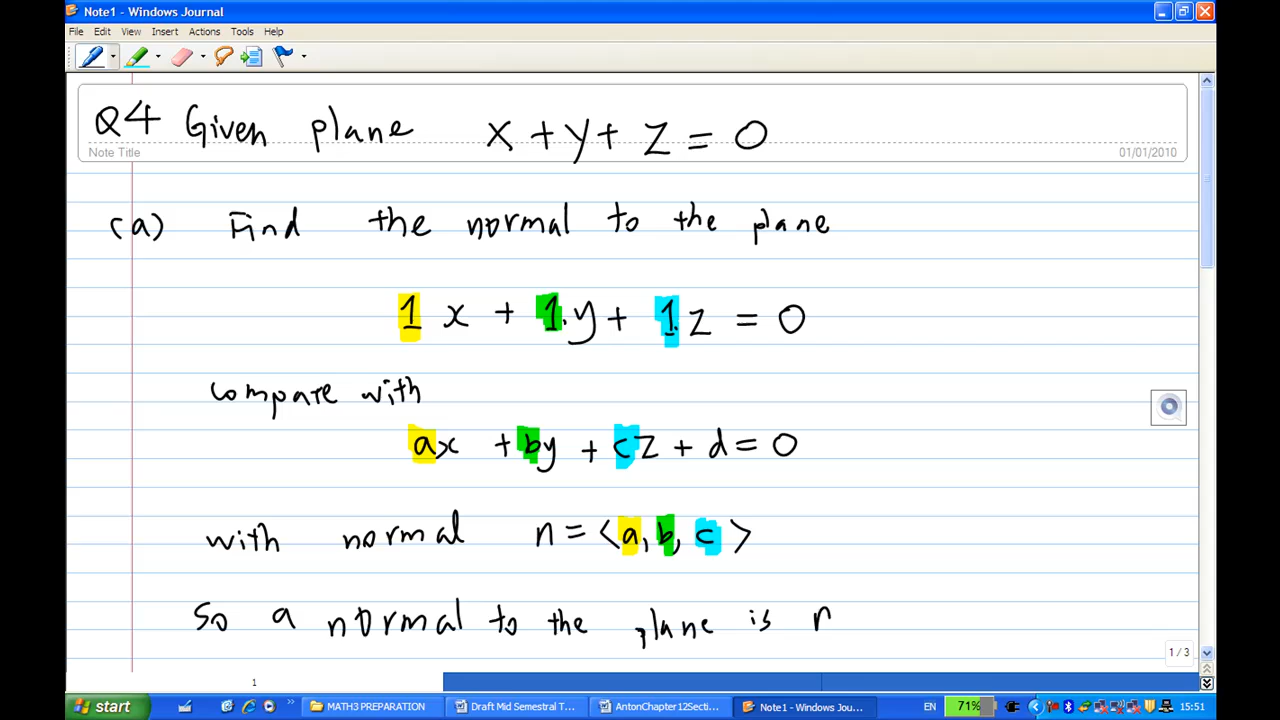 Note1 - Windows Journal
File Edit View Insert Actions Tools Help
Q4 Given plane x + y + z = 0
Note Title
01/01/2010
(a) Find the normal to the plane
1 x + 1.y + 1.z = 0
compare with
ax + by + cz + d = 0
with normal n = <a, b, c>
So a normal to the plane is n
1 / 3
1
start
MATH3 PREPARATION
Draft Mid Semestral T...
AntonChapter12Secti...
Note1 - Windows Jou...
EN
71%
15:51